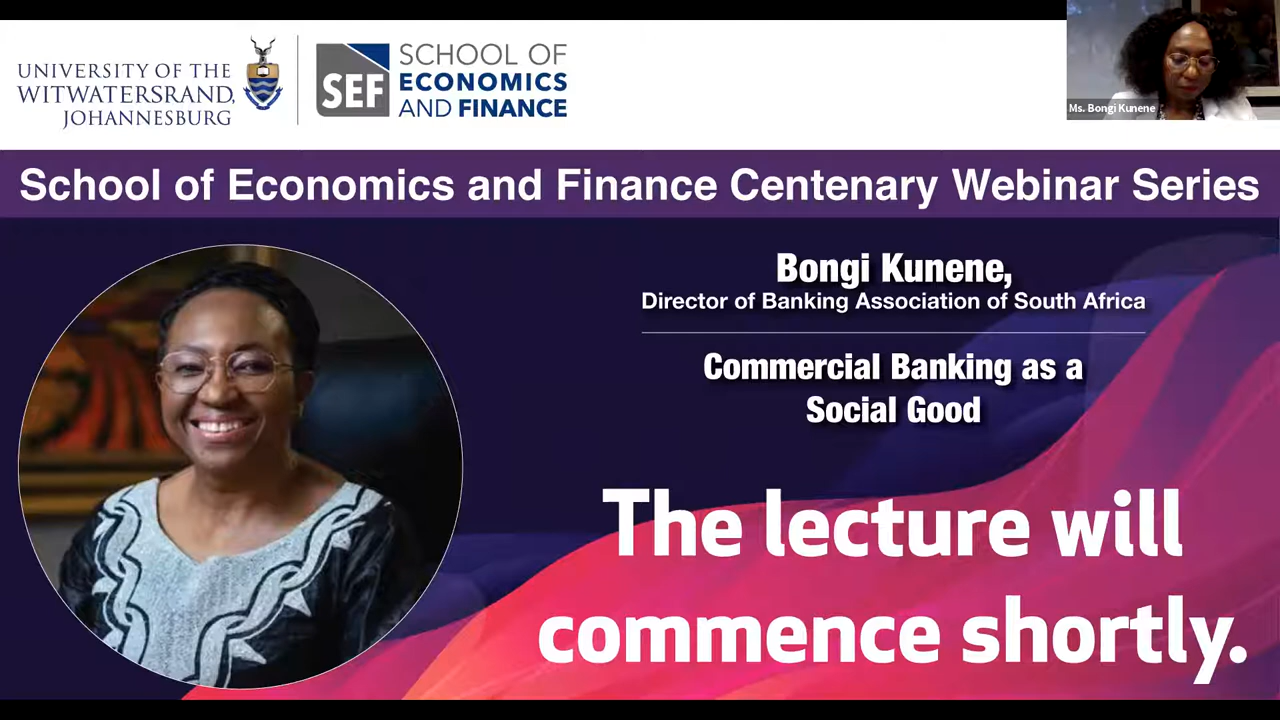 UNIVERSITY OF THE
WITWATERSRAND,
JOHANNESBURG
SEF
SCHOOL OF
ECONOMICS
AND FINANCE
Ms. Bongi Kunene
School of Economics and Finance Centenary Webinar Series
Bongi Kunene,
Director of Banking Association of South Africa
Commercial Banking as a
Social Good
The lecture will
commence shortly.